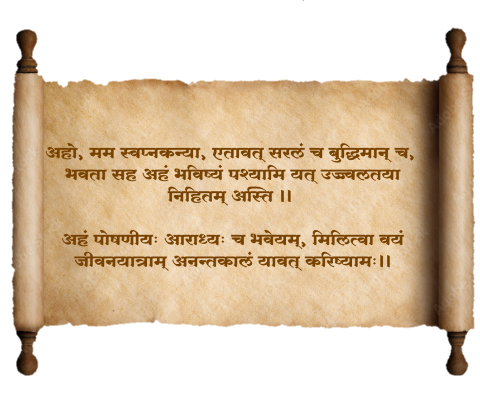 अहो, मम स्वप्नकन्या, एतावत् सरलं च बुद्धिमान् च,
भवता सह अहं भविष्यं पश्यामि यत् उज्ज्वलतया
निहितम् अस्ति ।।
अहं पोषणीयः आराध्यः च भवेयम्, मिलित्वा वयं
जीवनयात्राम् अनन्तकालं यावत् करिष्यामः।।